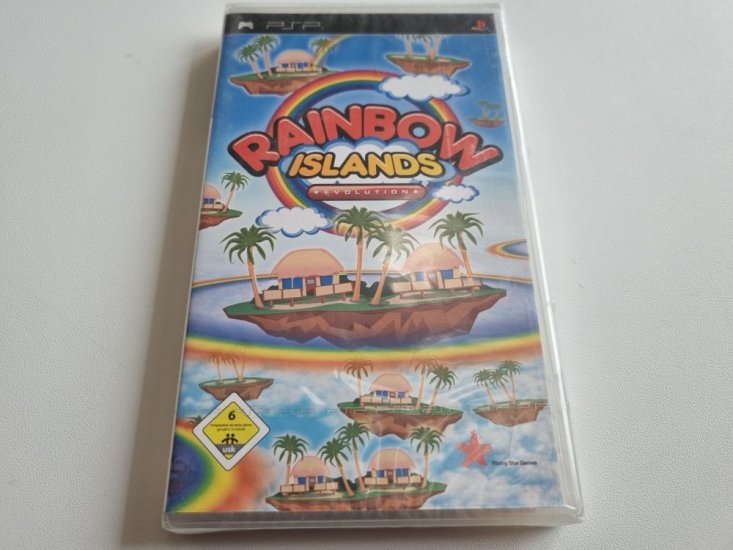 PSP
RAINBOW
ISLANDS
EVOLUTION
6
usk
Rising Star Games